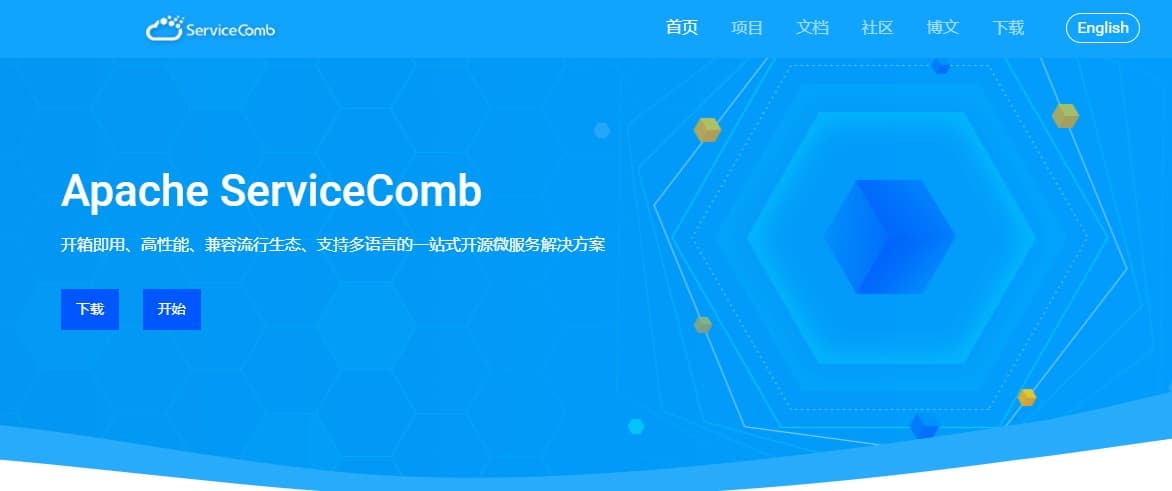 ServiceComb
首页 项目 文档 社区 博文 下载 English
Apache ServiceComb
开箱即用、高性能、兼容流行生态、支持多语言的一站式开源微服务解决方案
下载 开始